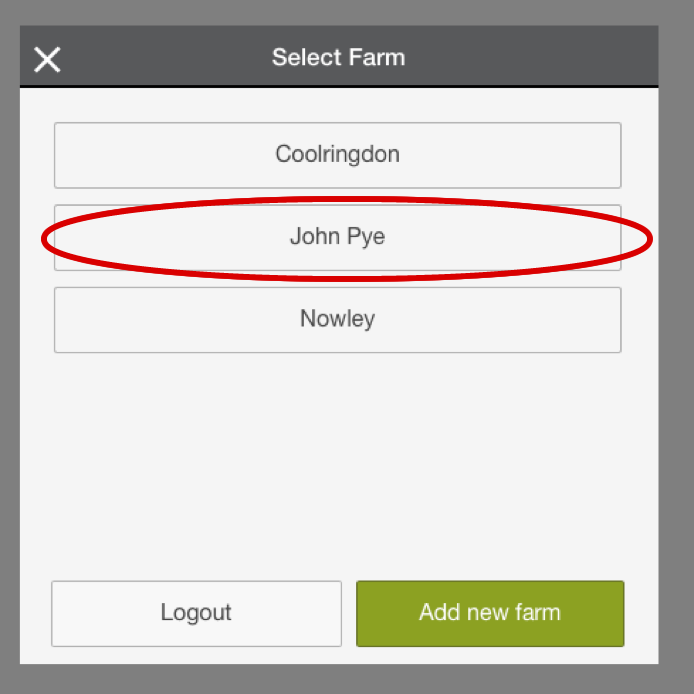 Select Farm
Coolringdon
John Pye
Nowley
Logout
Add new farm